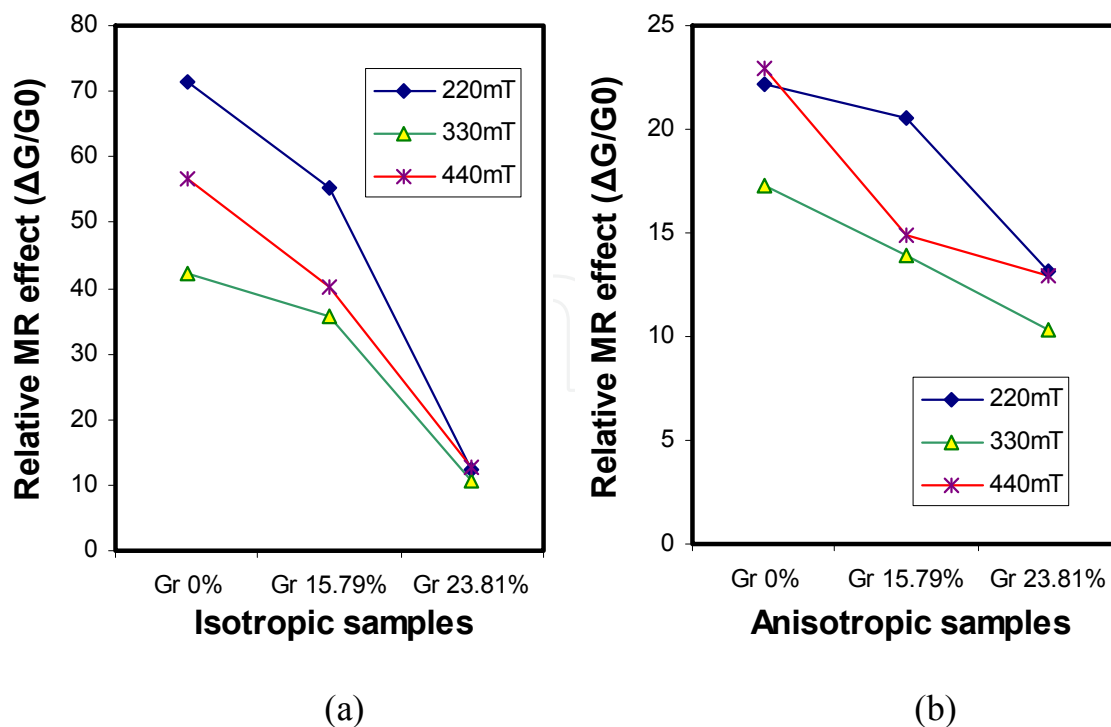 Relative MR effect (ΔG/G0)
80
70
60
50
40
30
20
10
0
220mT
330mT
440mT
Gr 0% Gr 15.79% Gr 23.81%
Isotropic samples
(a)
Relative MR effect (ΔG/G0)
25
20
15
10
5
0
220mT
330mT
440mT
Gr 0% Gr 15.79% Gr 23.81%
Anisotropic samples
(b)